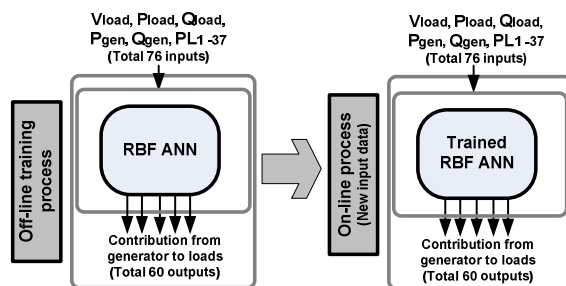 Vload, Pload, Qload,
Pgen, Qgen, PL1-37
(Total 76 inputs)
Off-line training
process
RBF ANN
Contribution from
generator to loads
(Total 60 outputs)
Vload, Pload, Qload,
Pgen, Qgen, PL1-37
(Total 76 inputs)
On-line process
(New input data)
Trained
RBF ANN
Contribution from
generator to loads
(Total 60 outputs)